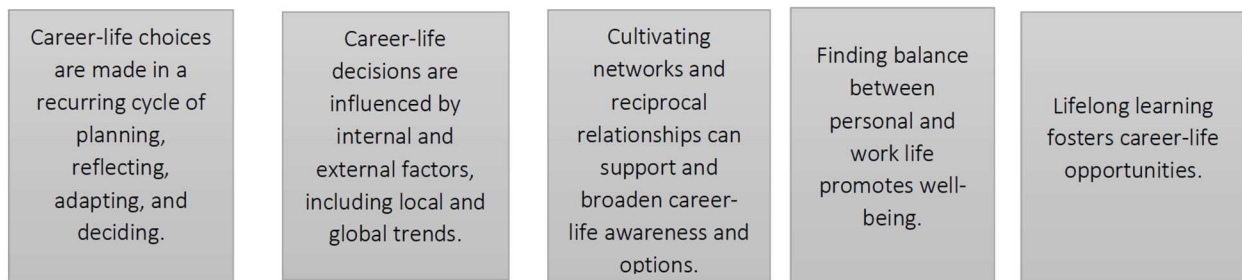 Career-life choices
are made in a
recurring cycle of
planning,
reflecting,
adapting, and
deciding.
Career-life
decisions are
influenced by
internal and
external factors,
including local and
global trends.
Cultivating
networks and
reciprocal
relationships can
support and
broaden career-
life awareness and
options.
Finding balance
between
personal and
work life
promotes well-
being.
Lifelong learning
fosters career-life
opportunities.